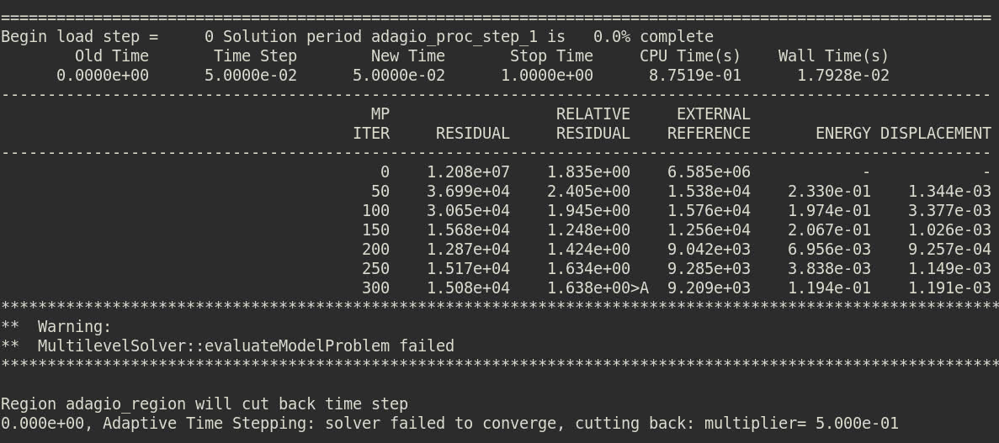 ===========================================================================================================
Begin load step =     0 Solution period adagio_proc_step_1 is   0.0% complete
        Old Time       Time Step        New Time       Stop Time     CPU Time(s)    Wall Time(s)
      0.0000e+00      5.0000e-02      5.0000e-02      1.0000e+00      8.7519e-01      1.7928e-02
-----------------------------------------------------------------------------------------------------------
                                        MP                  RELATIVE     EXTERNAL
                                      ITER     RESIDUAL     RESIDUAL    REFERENCE       ENERGY DISPLACEMENT
-----------------------------------------------------------------------------------------------------------
                                         0    1.208e+07    1.835e+00    6.585e+06            -            -
                                        50    3.699e+04    2.405e+00    1.538e+04    2.330e-01    1.344e-03
                                       100    3.065e+04    1.945e+00    1.576e+04    1.974e-01    3.377e-03
                                       150    1.568e+04    1.248e+00    1.256e+04    2.067e-01    1.026e-03
                                       200    1.287e+04    1.424e+00    9.042e+03    6.956e-03    9.257e-04
                                       250    1.517e+04    1.634e+00    9.285e+03    3.838e-03    1.149e-03
                                       300    1.508e+04    1.638e+00>A  9.209e+03    1.194e-01    1.191e-03
************************************************************************************************************
**  Warning:
**  MultilevelSolver::evaluateModelProblem failed
************************************************************************************************************
Region adagio_region will cut back time step
0.000e+00, Adaptive Time Stepping: solver failed to converge, cutting back: multiplier= 5.000e-01